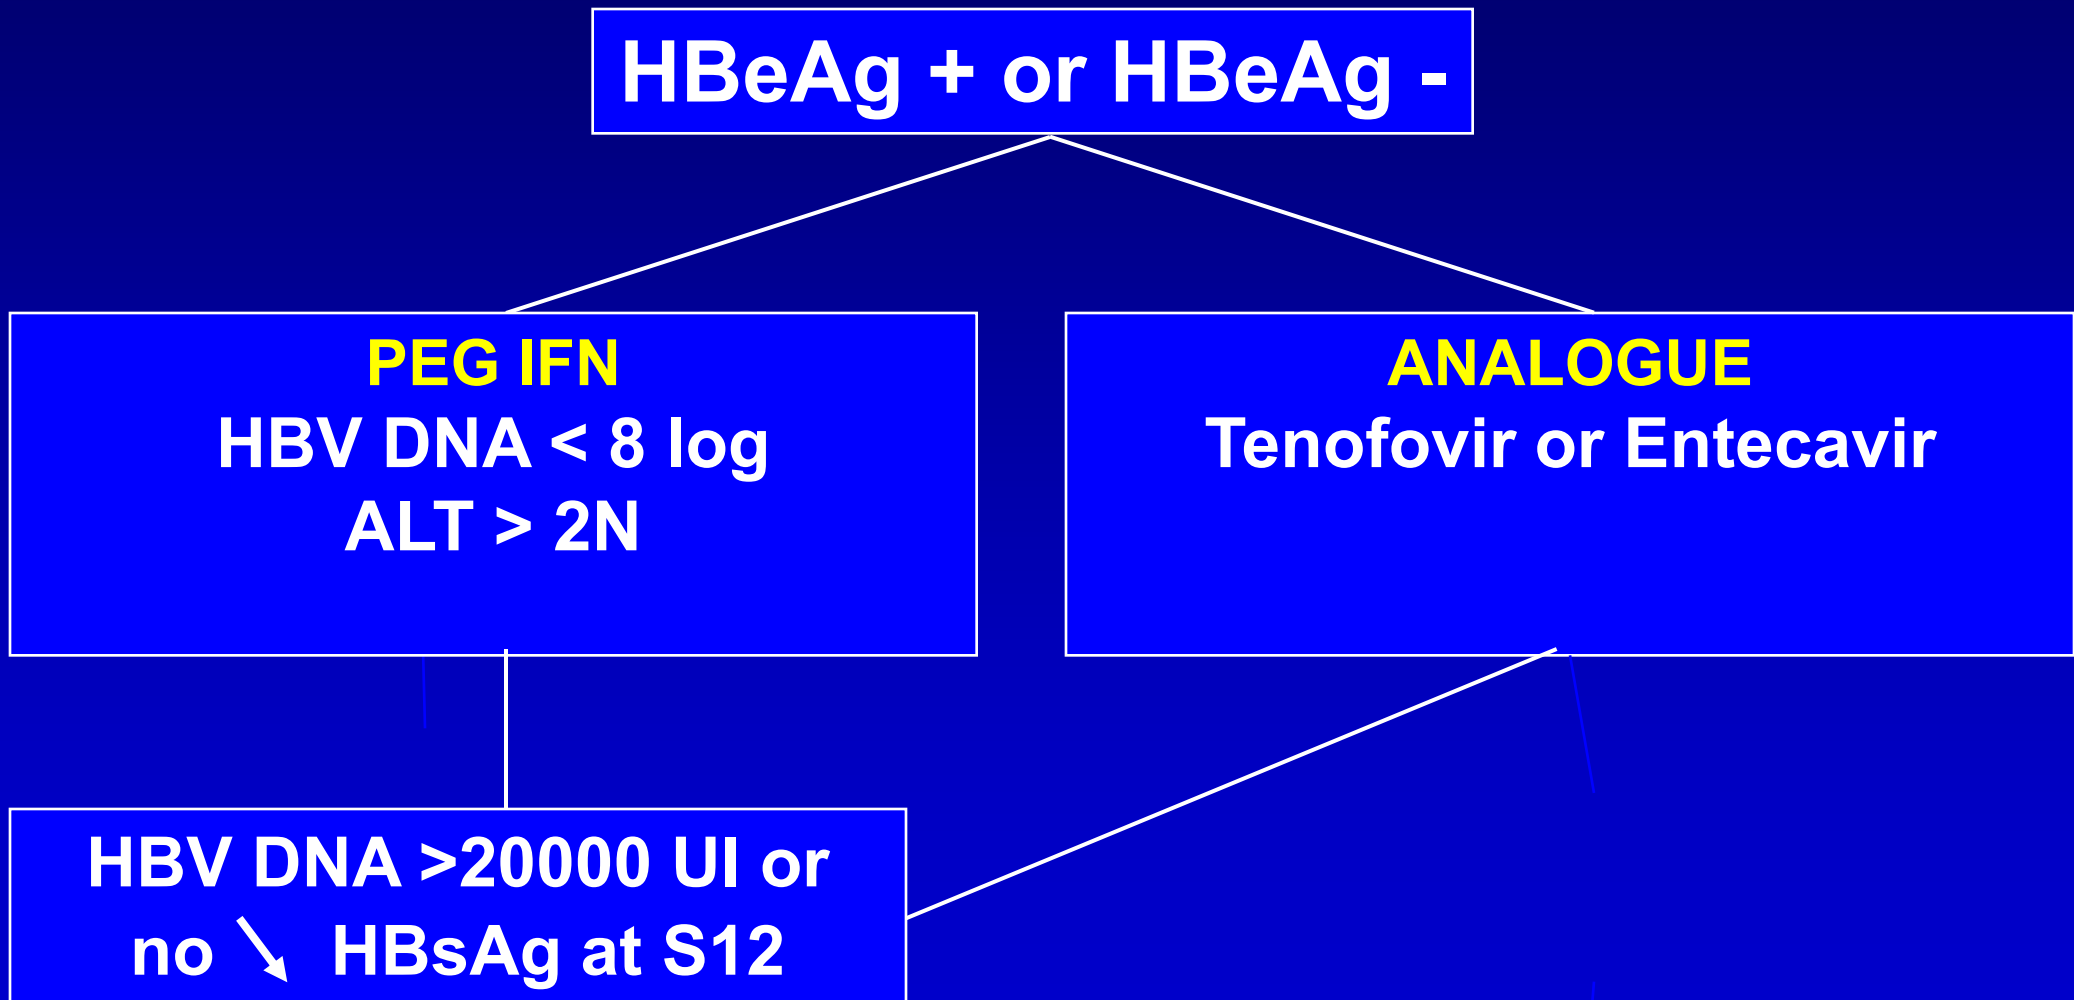 HBeAg + or HBeAg -
PEG IFN
HBV DNA < 8 log
ALT > 2N
ANALOGUE
Tenofovir or Entecavir
HBV DNA >20000 UI or
no ↘ HBsAg at S12